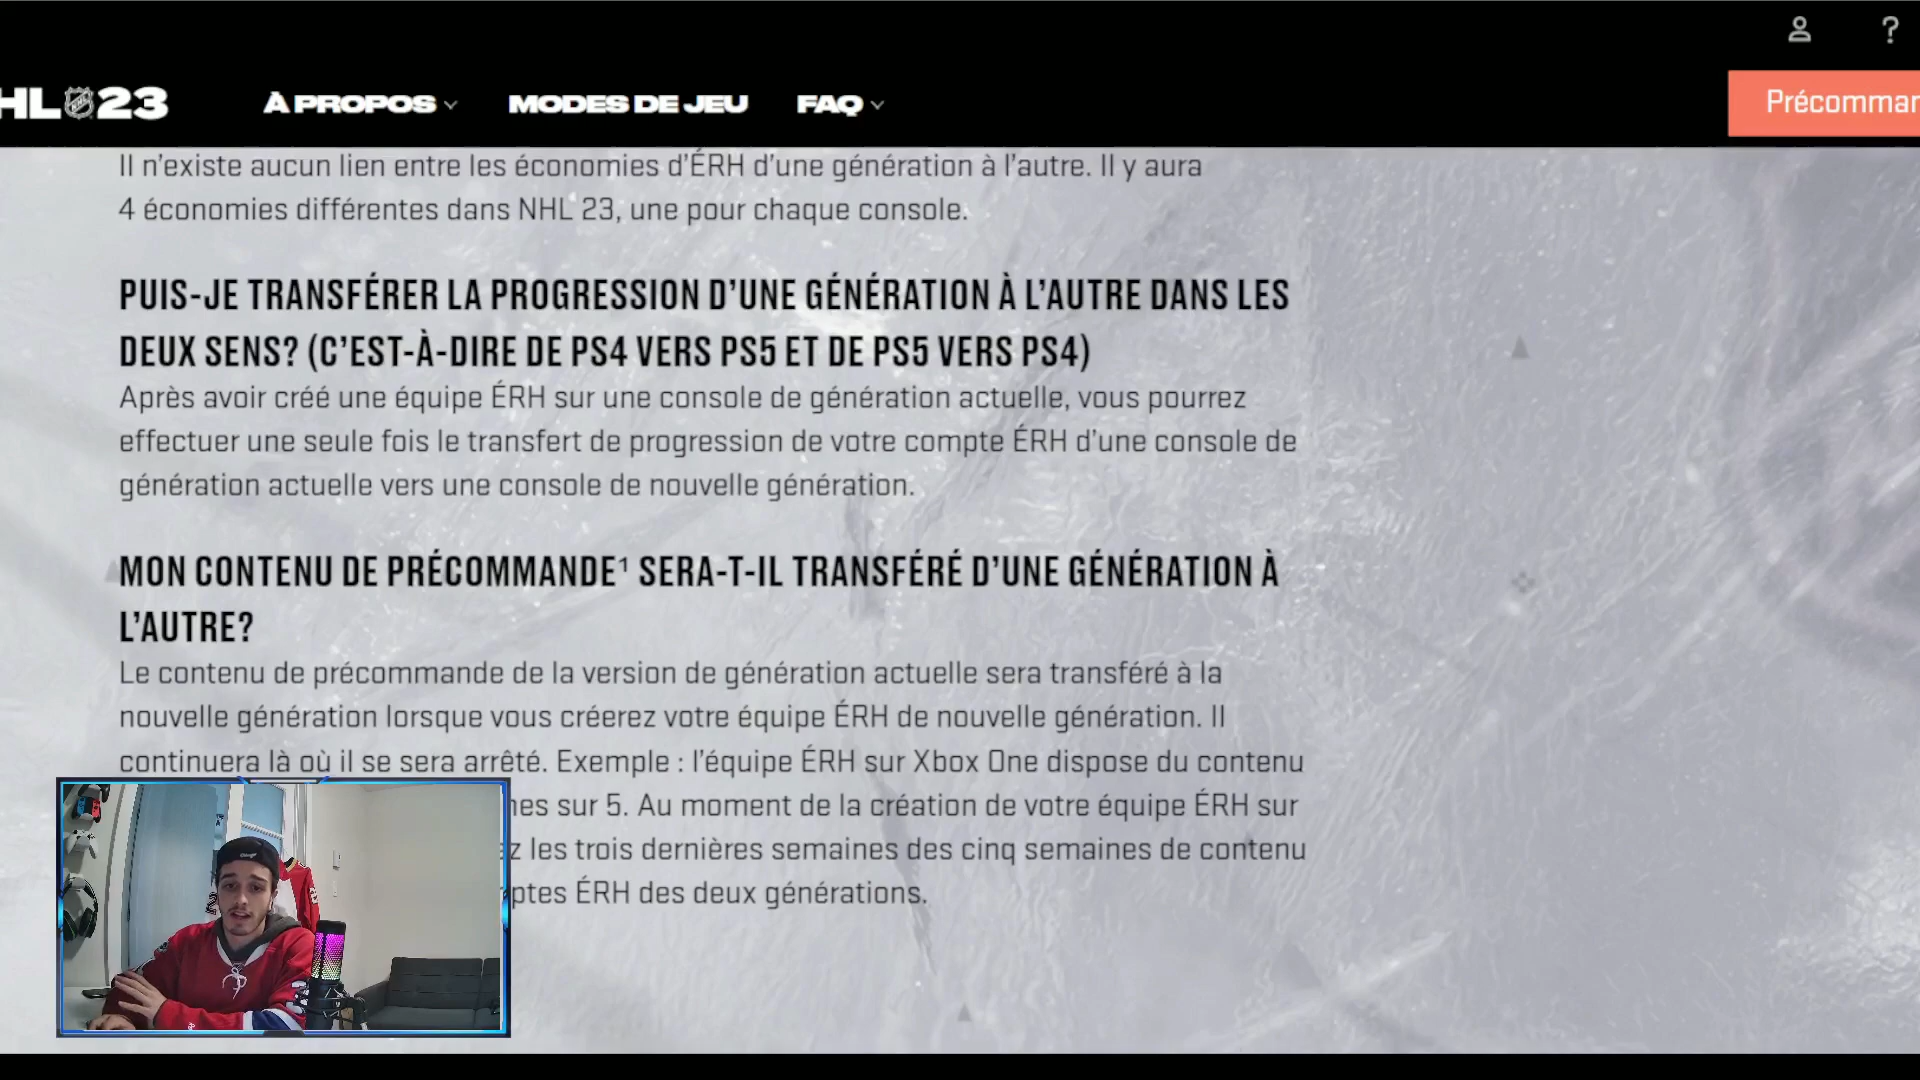 HL 23
À PROPOS
MODES DE JEU
FAQ
?
Précomman
Il n'existe aucun lien entre les économies d'ÉRH d'une génération à l'autre. Il y aura
4 économies différentes dans NHL 23, une pour chaque console.
PUIS-JE TRANSFÉRER LA PROGRESSION D'UNE GÉNÉRATION À L'AUTRE DANS LES
DEUX SENS? (C'EST-À-DIRE DE PS4 VERS PS5 ET DE PS5 VERS PS4)
Après avoir créé une équipe ÉRH sur une console de génération actuelle, vous pourrez
effectuer une seule fois le transfert de progression de votre compte ÉRH d'une console de
génération actuelle vers une console de nouvelle génération.
MON CONTENU DE PRÉCOMMANDE¹ SERA-T-IL TRANSFÉRÉ D'UNE GÉNÉRATION À
L'AUTRE?
Le contenu de précommande de la version de génération actuelle sera transféré à la
nouvelle génération lorsque vous créerez votre équipe ÉRH de nouvelle génération. Il
continuera là où il se sera arrêté. Exemple : l'équipe ÉRH sur Xbox One dispose du contenu
nes sur 5. Au moment de la création de votre équipe ÉRH sur
z les trois dernières semaines des cinq semaines de contenu
ptes ÉRH des deux générations.